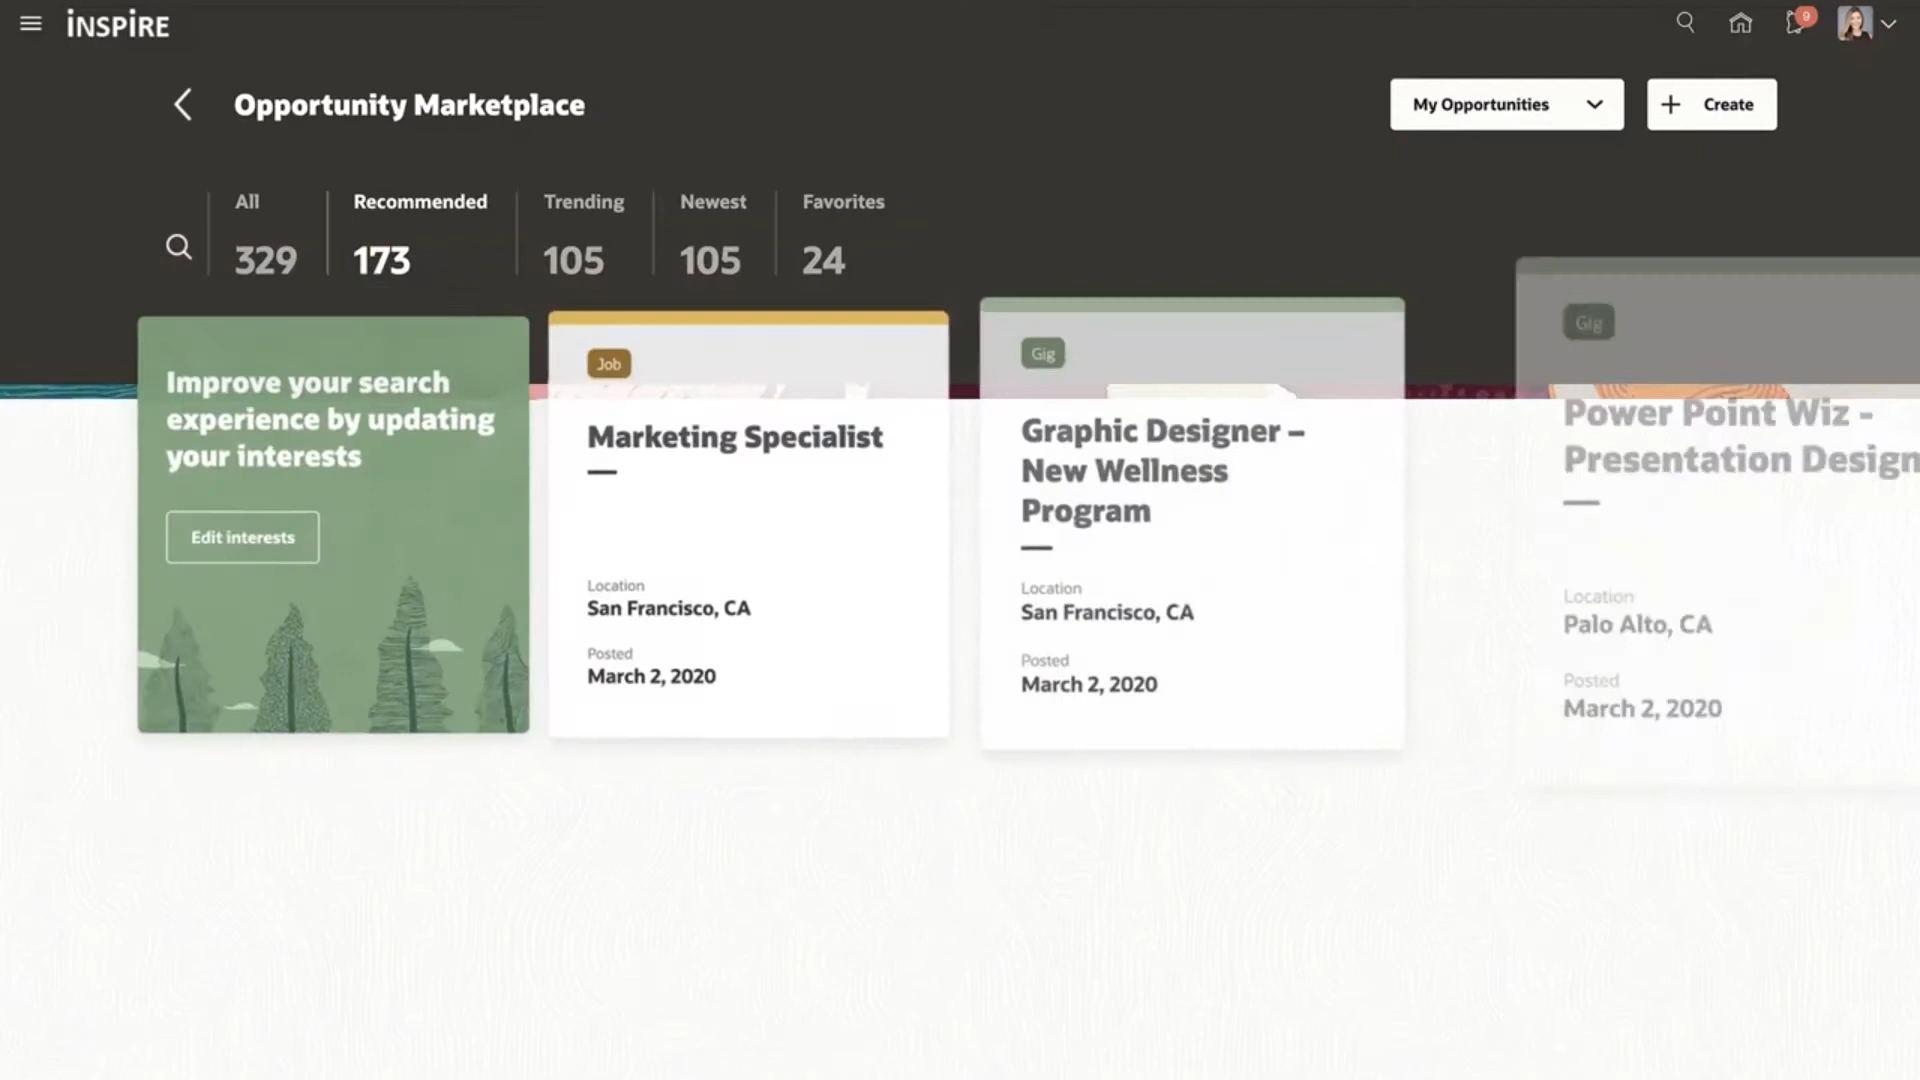 iNSPiRE
9
Opportunity Marketplace
My Opportunities
Create
All
329
Recommended
173
Trending
105
Newest
105
Favorites
24
Improve your search
experience by updating
your interests
Edit interests
Job
Marketing Specialist
Location
San Francisco, CA
Posted
March 2, 2020
Gig
Graphic Designer –
New Wellness
Program
Location
San Francisco, CA
Posted
March 2, 2020
Gig
Power Point Wiz -
Presentation Design
Location
Palo Alto, CA
Posted
March 2, 2020